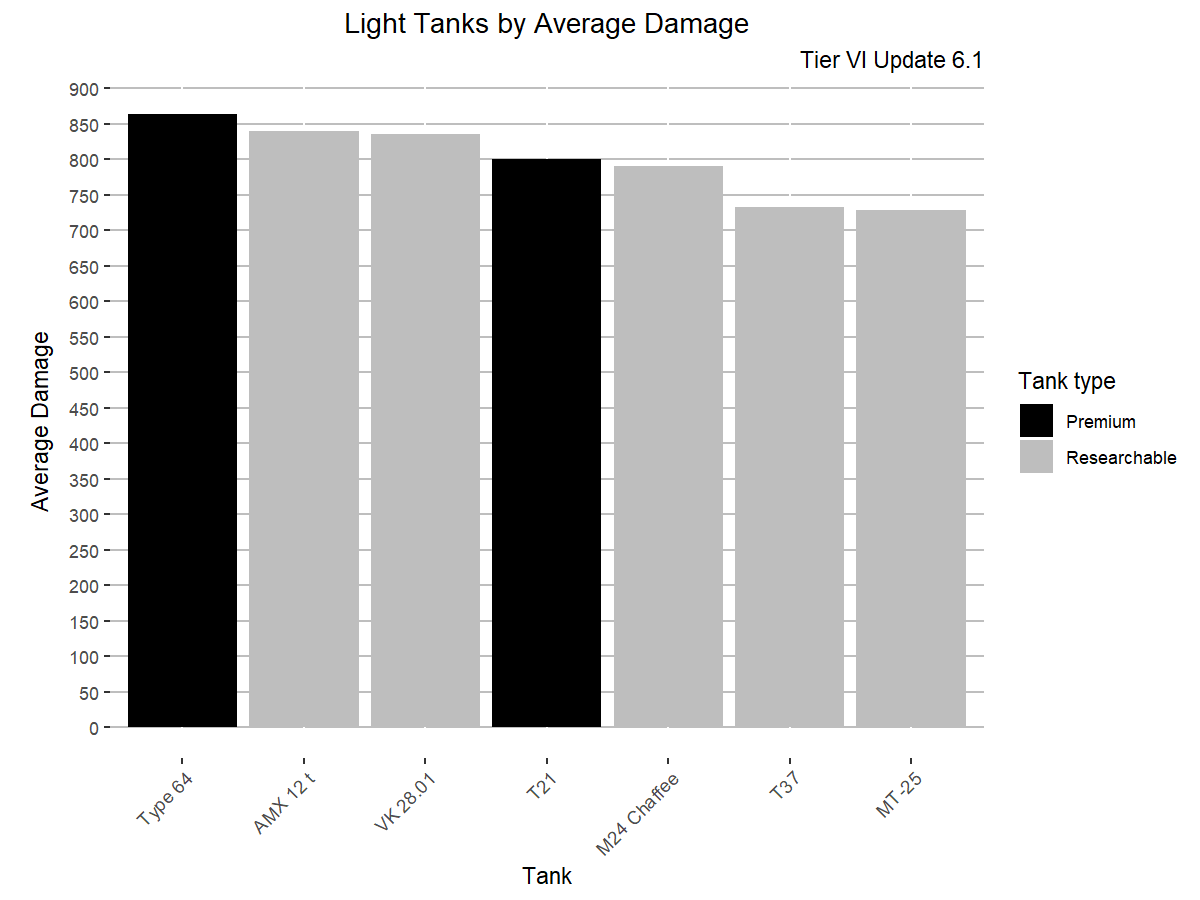 Light Tanks by Average Damage
Tier VI Update 6.1
900
850
800
750
700
650
600
550
500
450
400
350
300
250
200
150
100
50
0
Average Damage
Type 64
AMX 12 t
VK 28.01
T21
M24 Chaffee
T37
MT-25
Tank
Tank type
Premium
Researchable